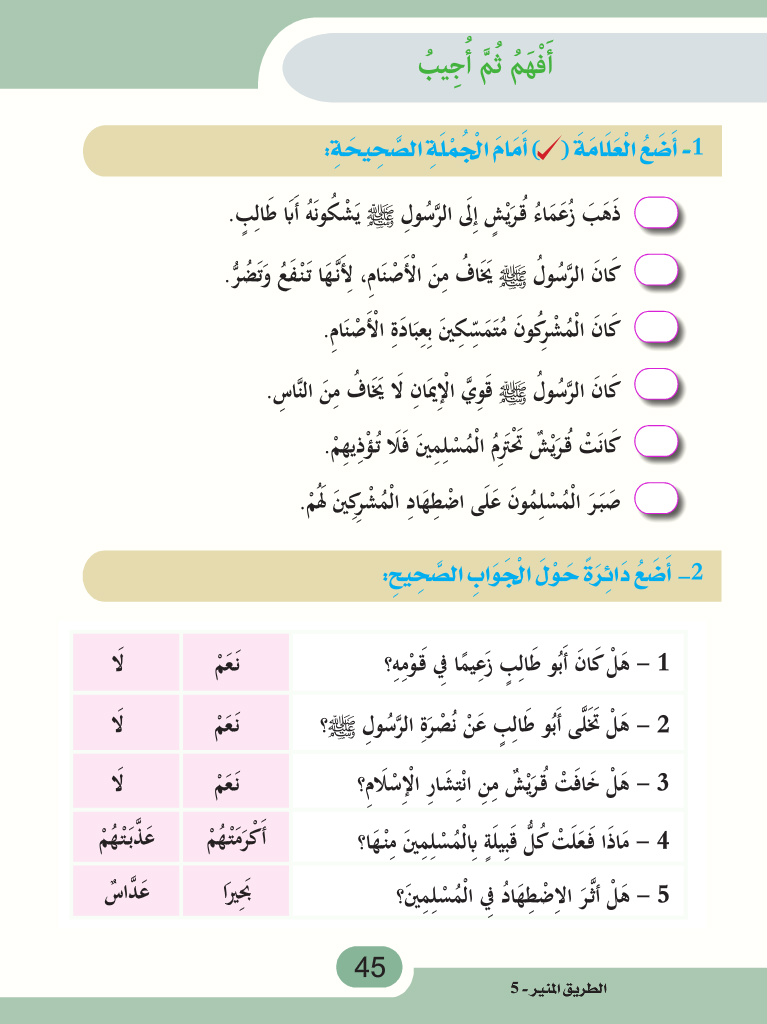 أَفْهَمُ ثُمَّ أُجِيبُ
1- أَضَعُ الْعَلَامَةَ (✓) أَمَامَ الْجُمْلَةِ الصَّحِيحَةِ:
ذَهَبَ زُعَمَاءُ قُرَيْشٍ إِلَى الرَّسُولِ ﷺ يَشْكُونَهُ أَبَا طَالِبٍ.
كَانَ الرَّسُولُ ﷺ يَخَافُ مِنَ الْأَصْنَامِ، لِأَنَّهَا تَنْفَعُ وَتَضُرُّ.
كَانَ الْمُشْرِكُونَ مُتَمَسِّكِينَ بِعِبَادَةِ الْأَصْنَامِ.
كَانَ الرَّسُولُ ﷺ قَوِيَّ الْإِيمَانِ لَا يَخَافُ مِنَ النَّاسِ.
كَانَتْ قُرَيْشٌ تَحْتَرِمُ الْمُسْلِمِينَ فَلَا تُؤْذِيهِمْ.
صَبَرَ الْمُسْلِمُونَ عَلَى اضْطِهَادِ الْمُشْرِكِينَ لَهُمْ.
2- أَضَعُ دَائِرَةً حَوْلَ الْجَوَابِ الصَّحِيحِ:
1 - هَلْ كَانَ أَبُو طَالِبٍ زَعِيمًا فِي قَوْمِهِ؟ نَعَمْ لَا
2 - هَلْ تَخَلَّى أَبُو طَالِبٍ عَنْ نُصْرَةِ الرَّسُولِ ﷺ؟ نَعَمْ لَا
3 - هَلْ خَافَتْ قُرَيْشٌ مِنِ انْتِشَارِ الْإِسْلَامِ؟ نَعَمْ لَا
4 - مَاذَا فَعَلَتْ كُلُّ قَبِيلَةٍ بِالْمُسْلِمِينَ مِنْهَا؟ أَكْرَمَتْهُمْ عَذَّبَتْهُمْ
5 - هَلْ أَثَّرَ الِاضْطِهَادُ فِي الْمُسْلِمِينَ؟ بَحِيرَا عَدَّاسٌ
45
الطريق المنير - 5